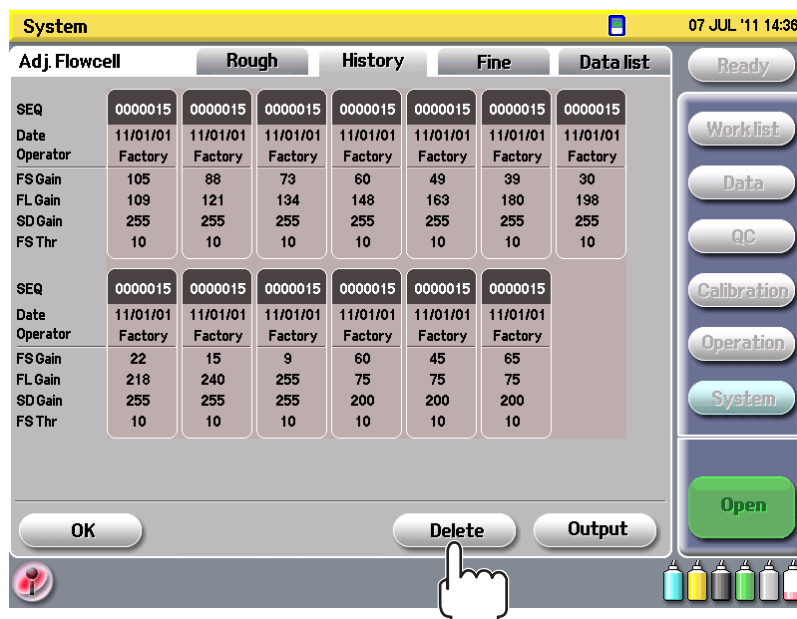 System
07 JUL '11 14:36
Adj. Flowcell Rough History Fine Data list
SEQ 0000015 0000015 0000015 0000015 0000015 0000015 0000015
Date 11/01/01 11/01/01 11/01/01 11/01/01 11/01/01 11/01/01 11/01/01
Operator Factory Factory Factory Factory Factory Factory Factory
FS Gain 105 88 73 60 49 39 30
FL Gain 109 121 134 148 163 180 198
SD Gain 255 255 255 255 255 255 255
FS Thr 10 10 10 10 10 10 10
SEQ 0000015 0000015 0000015 0000015 0000015 0000015
Date 11/01/01 11/01/01 11/01/01 11/01/01 11/01/01 11/01/01
Operator Factory Factory Factory Factory Factory Factory
FS Gain 22 15 9 60 45 65
FL Gain 218 240 255 75 75 75
SD Gain 255 255 255 200 200 200
FS Thr 10 10 10 10 10 10
OK Delete Output
Ready
Work list
Data
QC
Calibration
Operation
System
Open